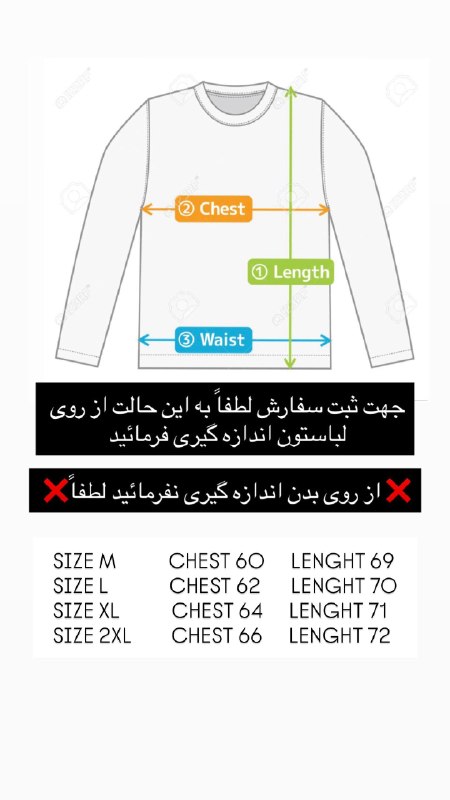 ② Chest
① Length
③ Waist
جهت ثبت سفارش لطفاً به این حالت از روی
لباستون اندازه گیری فرمائید
❌ از روی بدن اندازه گیری نفرمائید لطفاً❌
SIZE M CHEST 60 LENGHT 69
SIZE L CHEST 62 LENGHT 70
SIZE XL CHEST 64 LENGHT 71
SIZE 2XL CHEST 66 LENGHT 72